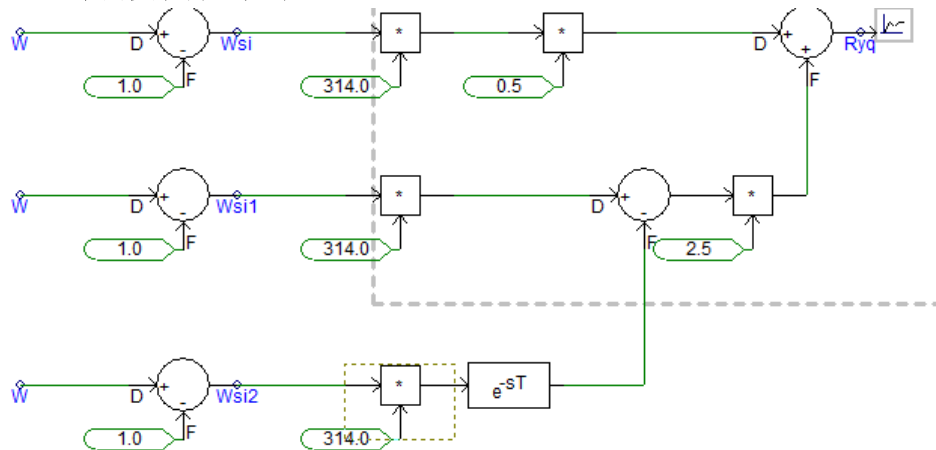 W D + - Wsi * * D + + Ryq
F F
1.0 314.0 0.5
W D + - Wsi1 * D + - *
F F
1.0 314.0 2.5
W D + - Wsi2 * e-sT
F
1.0 314.0